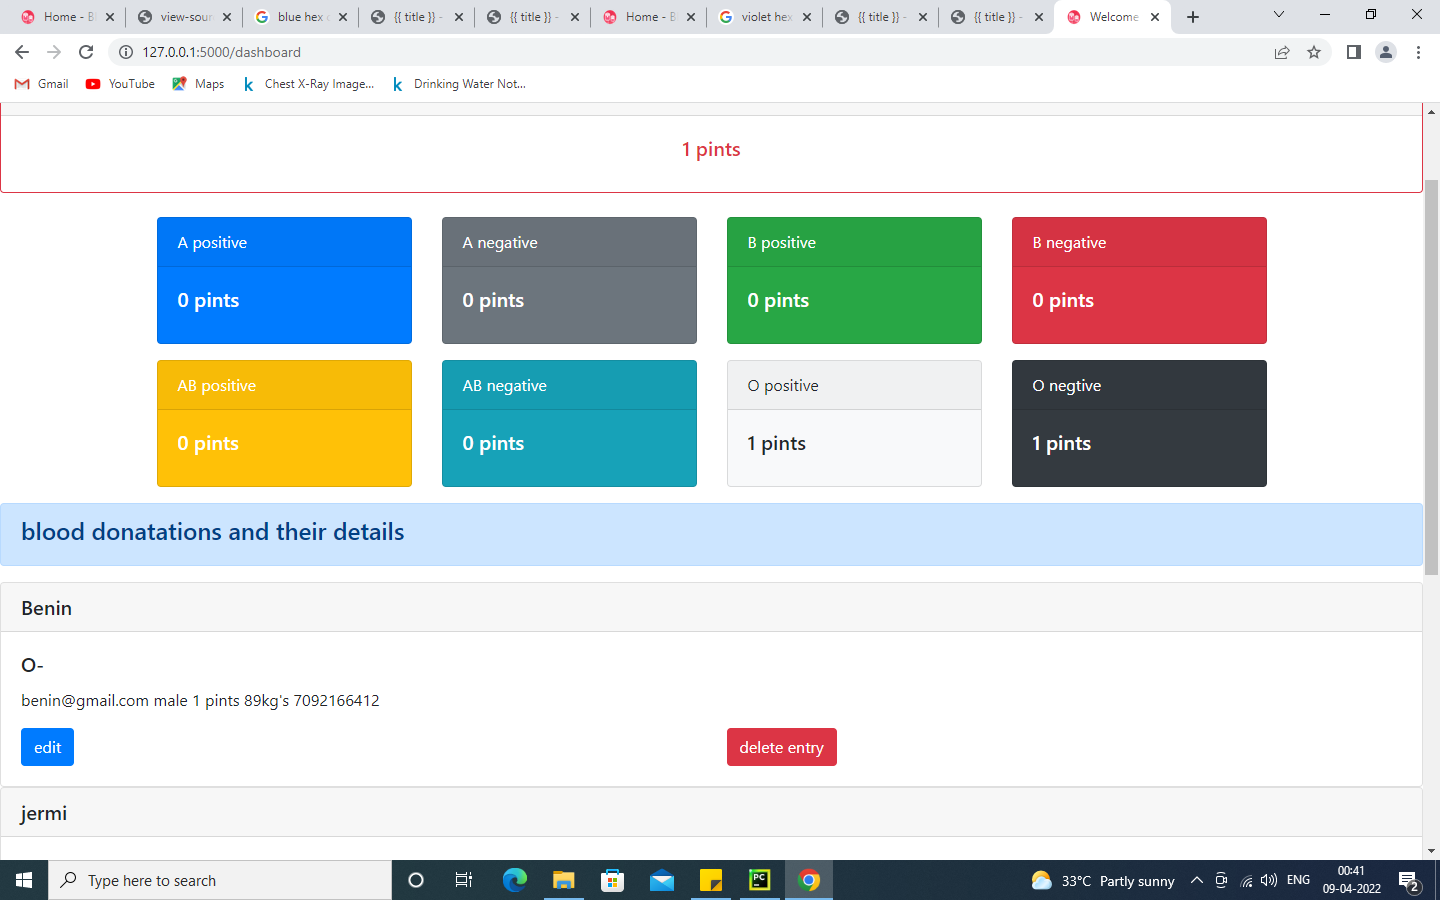 Home - B
view-sour
blue hex c
{{ title }} -
{{ title }} -
Home - B
violet hex
{{ title }} -
{{ title }} -
Welcome
127.0.0.1:5000/dashboard
Gmail
YouTube
Maps
Chest X-Ray Image...
Drinking Water Not...
1 pints
A positive
A negative
B positive
B negative
0 pints
0 pints
0 pints
0 pints
AB positive
AB negative
O positive
O negtive
0 pints
0 pints
1 pints
1 pints
blood donatations and their details
Benin
O-
benin@gmail.com male 1 pints 89kg's 7092166412
edit
delete entry
jermi
Type here to search
PC
33°C Partly sunny
ENG
00:41
09-04-2022
2